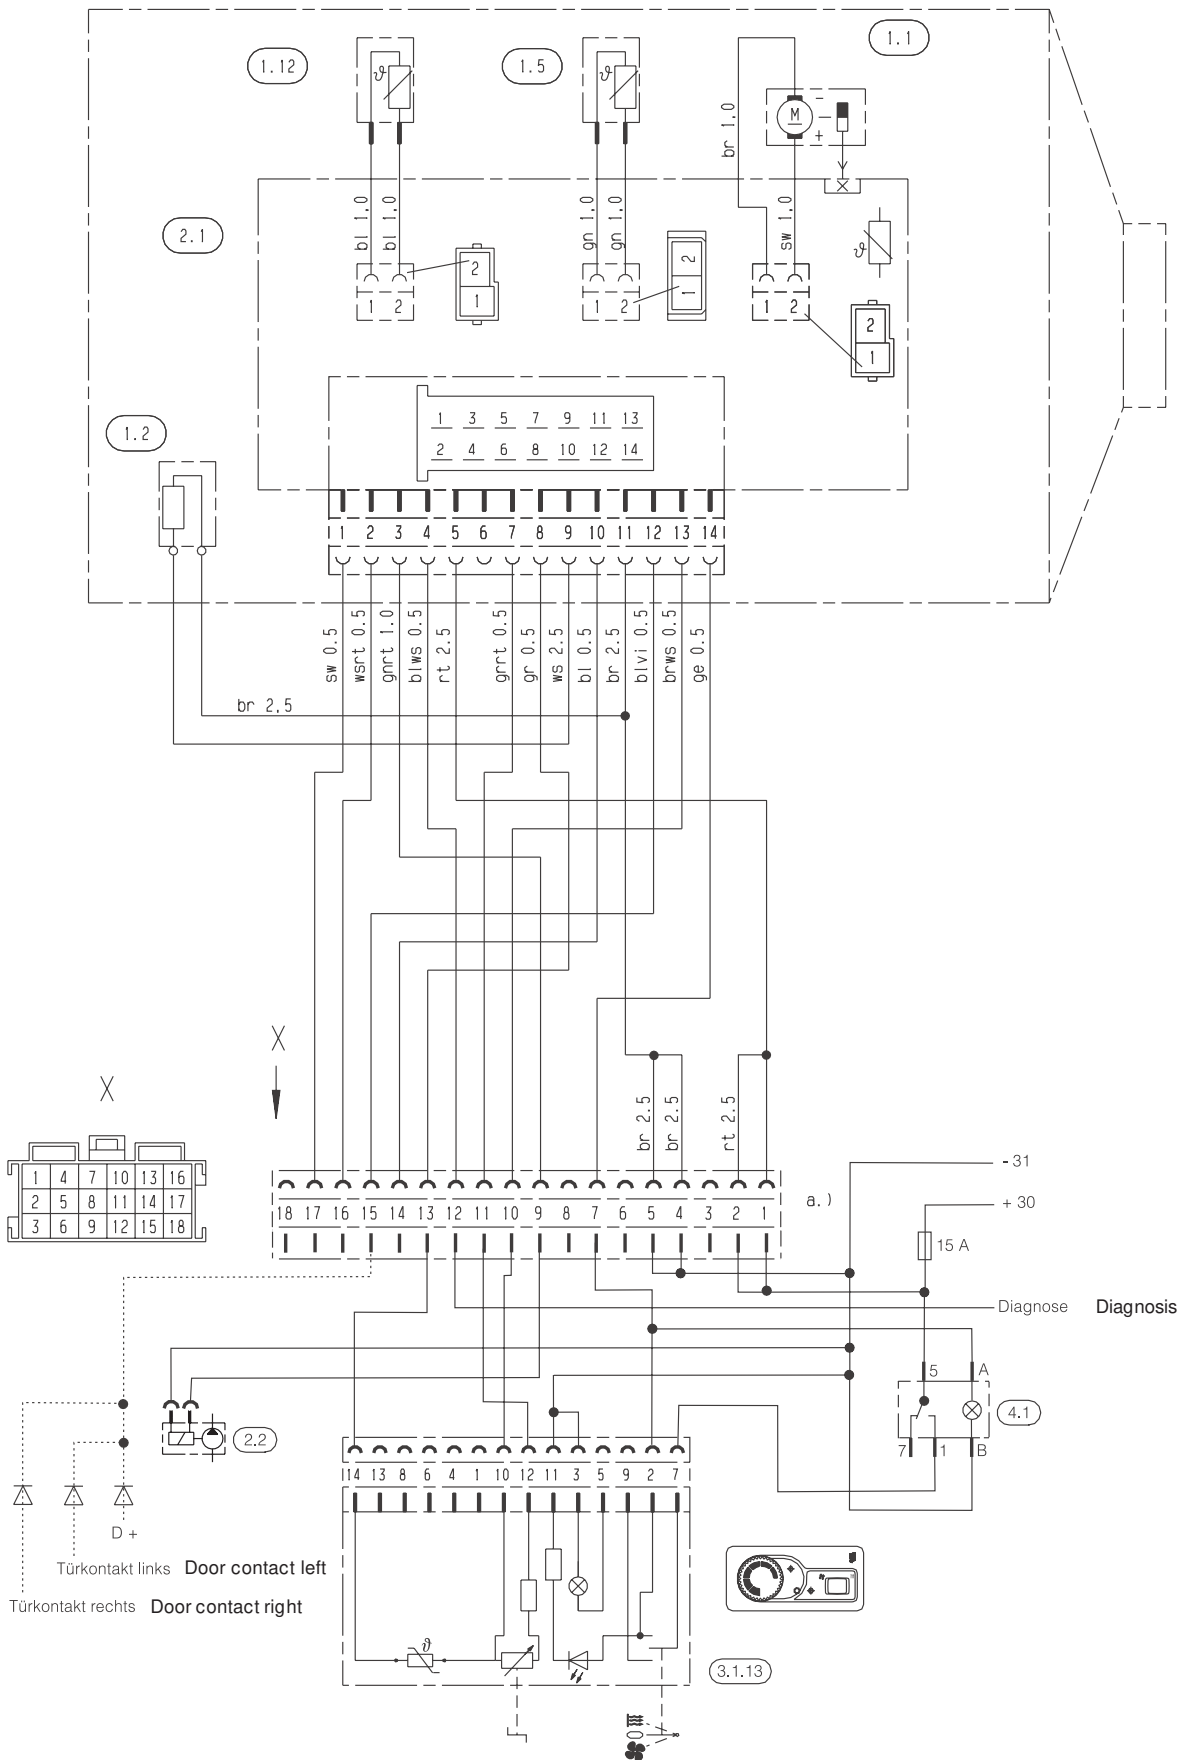 1.12
1.5
1.1
ϑ
ϑ
M
-
+
br 1,0
2.1
bl 1,0
bl 1,0
gn 1,0
gn 1,0
sw 1,0
ϑ
2
1
2
1
1 2
1 2
1 2
2
1
1.2
1 3 5 7 9 11 13
2 4 6 8 10 12 14
1 2 3 4 5 6 7 8 9 10 11 12 13 14
sw 0.5
wsrt 0.5
gnrt 1.0
blws 0.5
rt 2.5
grrt 0.5
gr 0.5
ws 2.5
bl 0.5
br 2.5
blvi 0.5
brws 0.5
ge 0.5
br 2,5
X
X
br 2.5
br 2.5
rt 2.5
1 4 7 10 13 16
2 5 8 11 14 17
3 6 9 12 15 18
18 17 16 15 14 13 12 11 10 9 8 7 6 5 4 3 2 1
a.)
- 31
+ 30
15 A
Diagnose Diagnosis
5 A
4.1
7 1 B
2.2
14 13 8 6 4 1 10 12 11 3 5 9 2 7
D +
Türkontakt links Door contact left
Türkontakt rechts Door contact right
ϑ
3.1.13